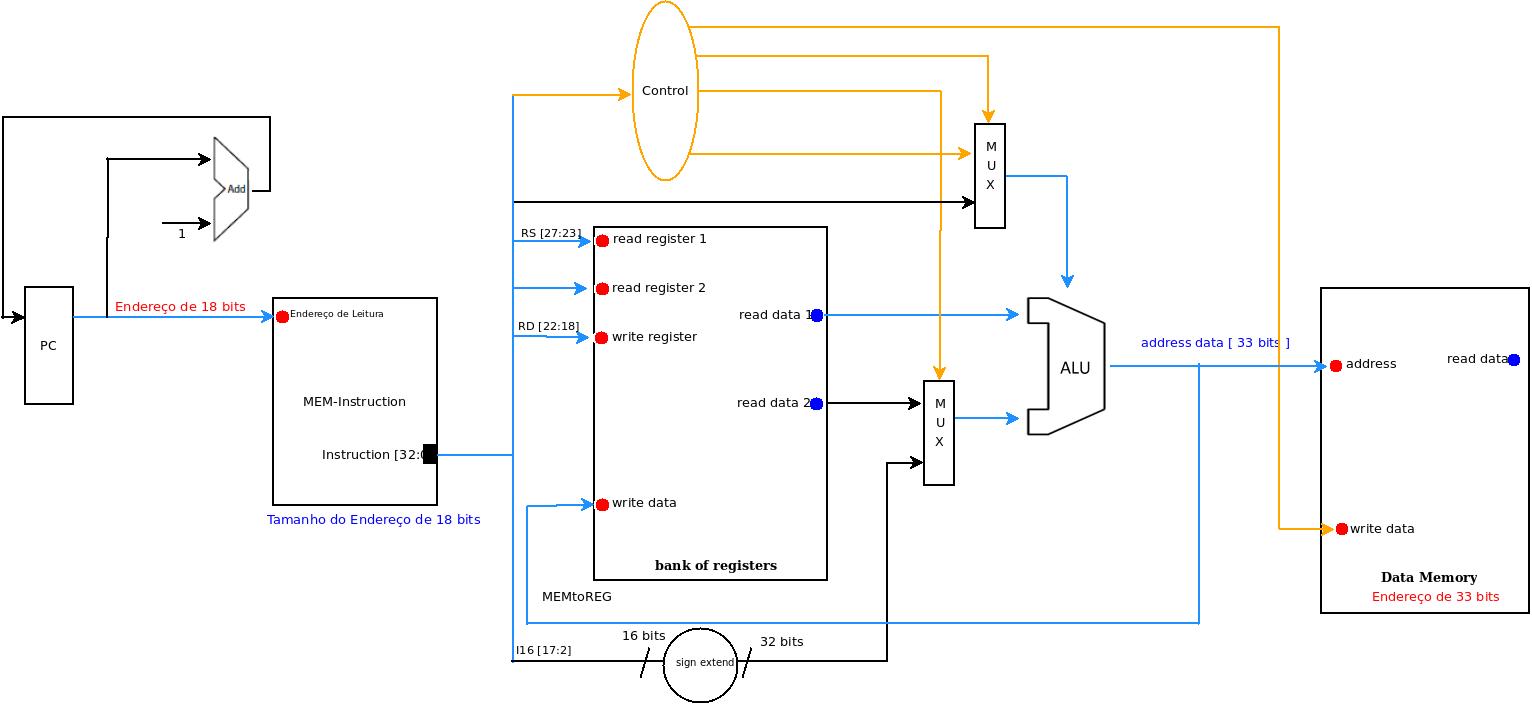 Control
M
U
X
Add
1
RS [27:23]
read register 1
Endereço de 18 bits
Endereço de Leitura
read register 2
RD [22:18]
write register
read data 1
PC
MEM-Instruction
Instruction [32:0
read data 2
M
U
X
ALU
address data [ 33 bits ]
address
read data
write data
write data
Tamanho do Endereço de 18 bits
bank of registers
Data Memory
Endereço de 33 bits
MEMtoREG
I16 [17:2]
16 bits
sign extend
32 bits